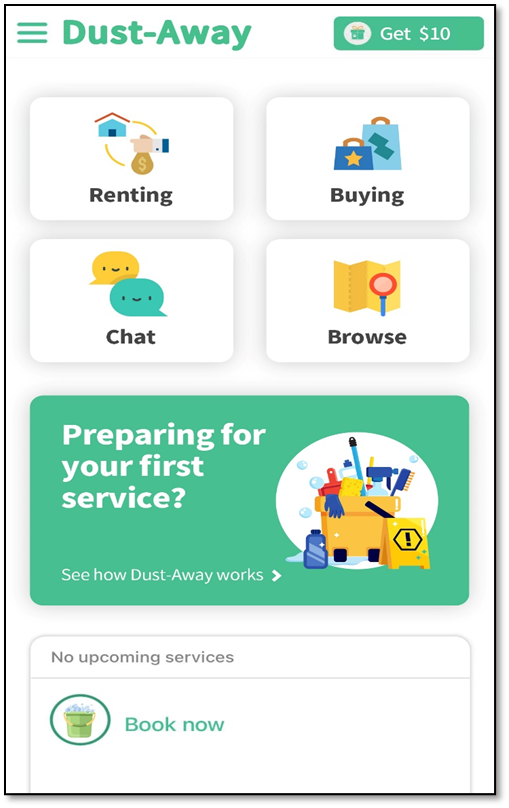 Dust-Away
Get $10
Renting
Buying
Chat
Browse
Preparing for
your first
service?
See how Dust-Away works
No upcoming services
Book now